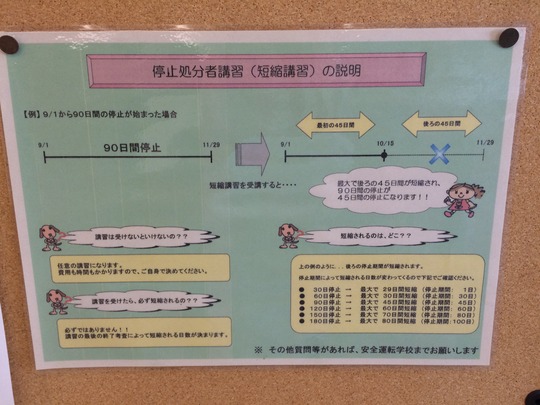 停止処分者講習（短縮講習）の説明
【例】9/1から90日間の停止が始まった場合
9/1 11/29
90日間停止
最初の45日間 後ろの45日間
9/1 10/15 11/29
短縮講習を受講すると・・・・
最大で後ろの45日間が短縮され、
90日間の停止が
45日間の停止になります！！
講習は受けないといけないの？？
任意の講習になります。
費用も時間もかかりますので、ご自身で決めてください。
講習を受けたら、必ず短縮されるの？？
必ずではありません！！
講習の最後の終了考査によって短縮される日数が決まります。
短縮されるのは、どこ？？
上の例のように．．．後ろの停止期間が短縮されます。
停止期間によって短縮される日数が変わってくるので下記でご確認ください。
● 30日停止 → 最大で 29日間短縮（停止期間： 1日）
● 60日停止 → 最大で 30日間短縮（停止期間： 30日）
● 90日停止 → 最大で 45日間短縮（停止期間： 45日）
● 120日停止 → 最大で 60日間短縮（停止期間： 60日）
● 150日停止 → 最大で 70日間短縮（停止期間： 80日）
● 180日停止 → 最大で 80日間短縮（停止期間：100日）
※ その他質問等があれば、安全運転学校までお願いします